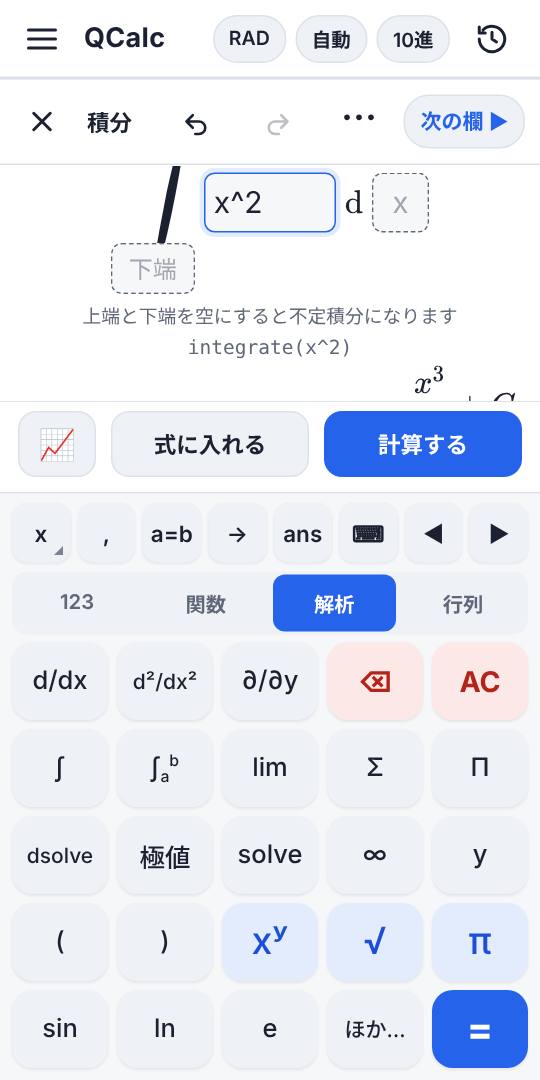 QCalc RAD 自動 10進
積分 ... 次の欄 ▶
x^2 d x
下端
上端と下端を空にすると不定積分になります
integrate(x^2)
x³
式に入れる 計算する
x , a=b → ans ⌨ ◀ ▶
123 関数 解析 行列
d/dx d²/dx² ∂/∂y ⌫ AC
∫ ∫ₐᵇ lim Σ Π
dsolve 極値 solve ∞ y
( ) xʸ √ π
sin ln e ほか... =